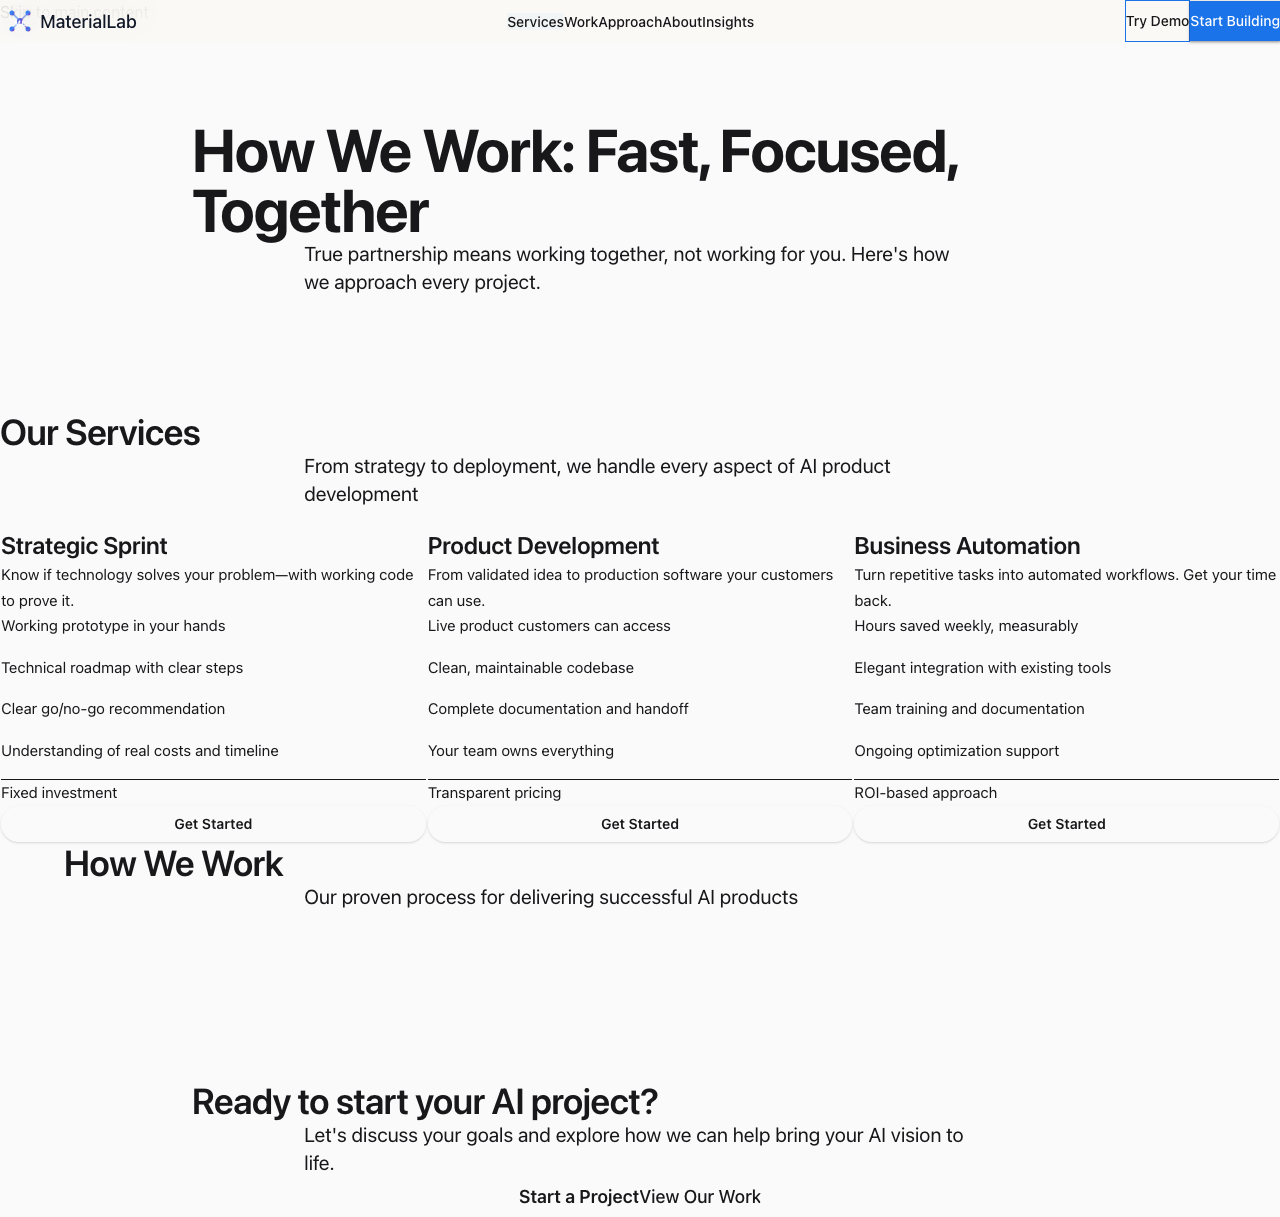 Skip to main content
MaterialLab
Services Work Approach About Insights
Try Demo
Start Building
How We Work: Fast, Focused,
Together
True partnership means working together, not working for you. Here's how
we approach every project.
Our Services
From strategy to deployment, we handle every aspect of AI product
development
Strategic Sprint
Know if technology solves your problem—with working code
to prove it.
Working prototype in your hands
Technical roadmap with clear steps
Clear go/no-go recommendation
Understanding of real costs and timeline
Fixed investment
Get Started
Product Development
From validated idea to production software your customers
can use.
Live product customers can access
Clean, maintainable codebase
Complete documentation and handoff
Your team owns everything
Transparent pricing
Get Started
Business Automation
Turn repetitive tasks into automated workflows. Get your time
back.
Hours saved weekly, measurably
Elegant integration with existing tools
Team training and documentation
Ongoing optimization support
ROI-based approach
Get Started
How We Work
Our proven process for delivering successful AI products
Ready to start your AI project?
Let's discuss your goals and explore how we can help bring your AI vision to
life.
Start a Project View Our Work